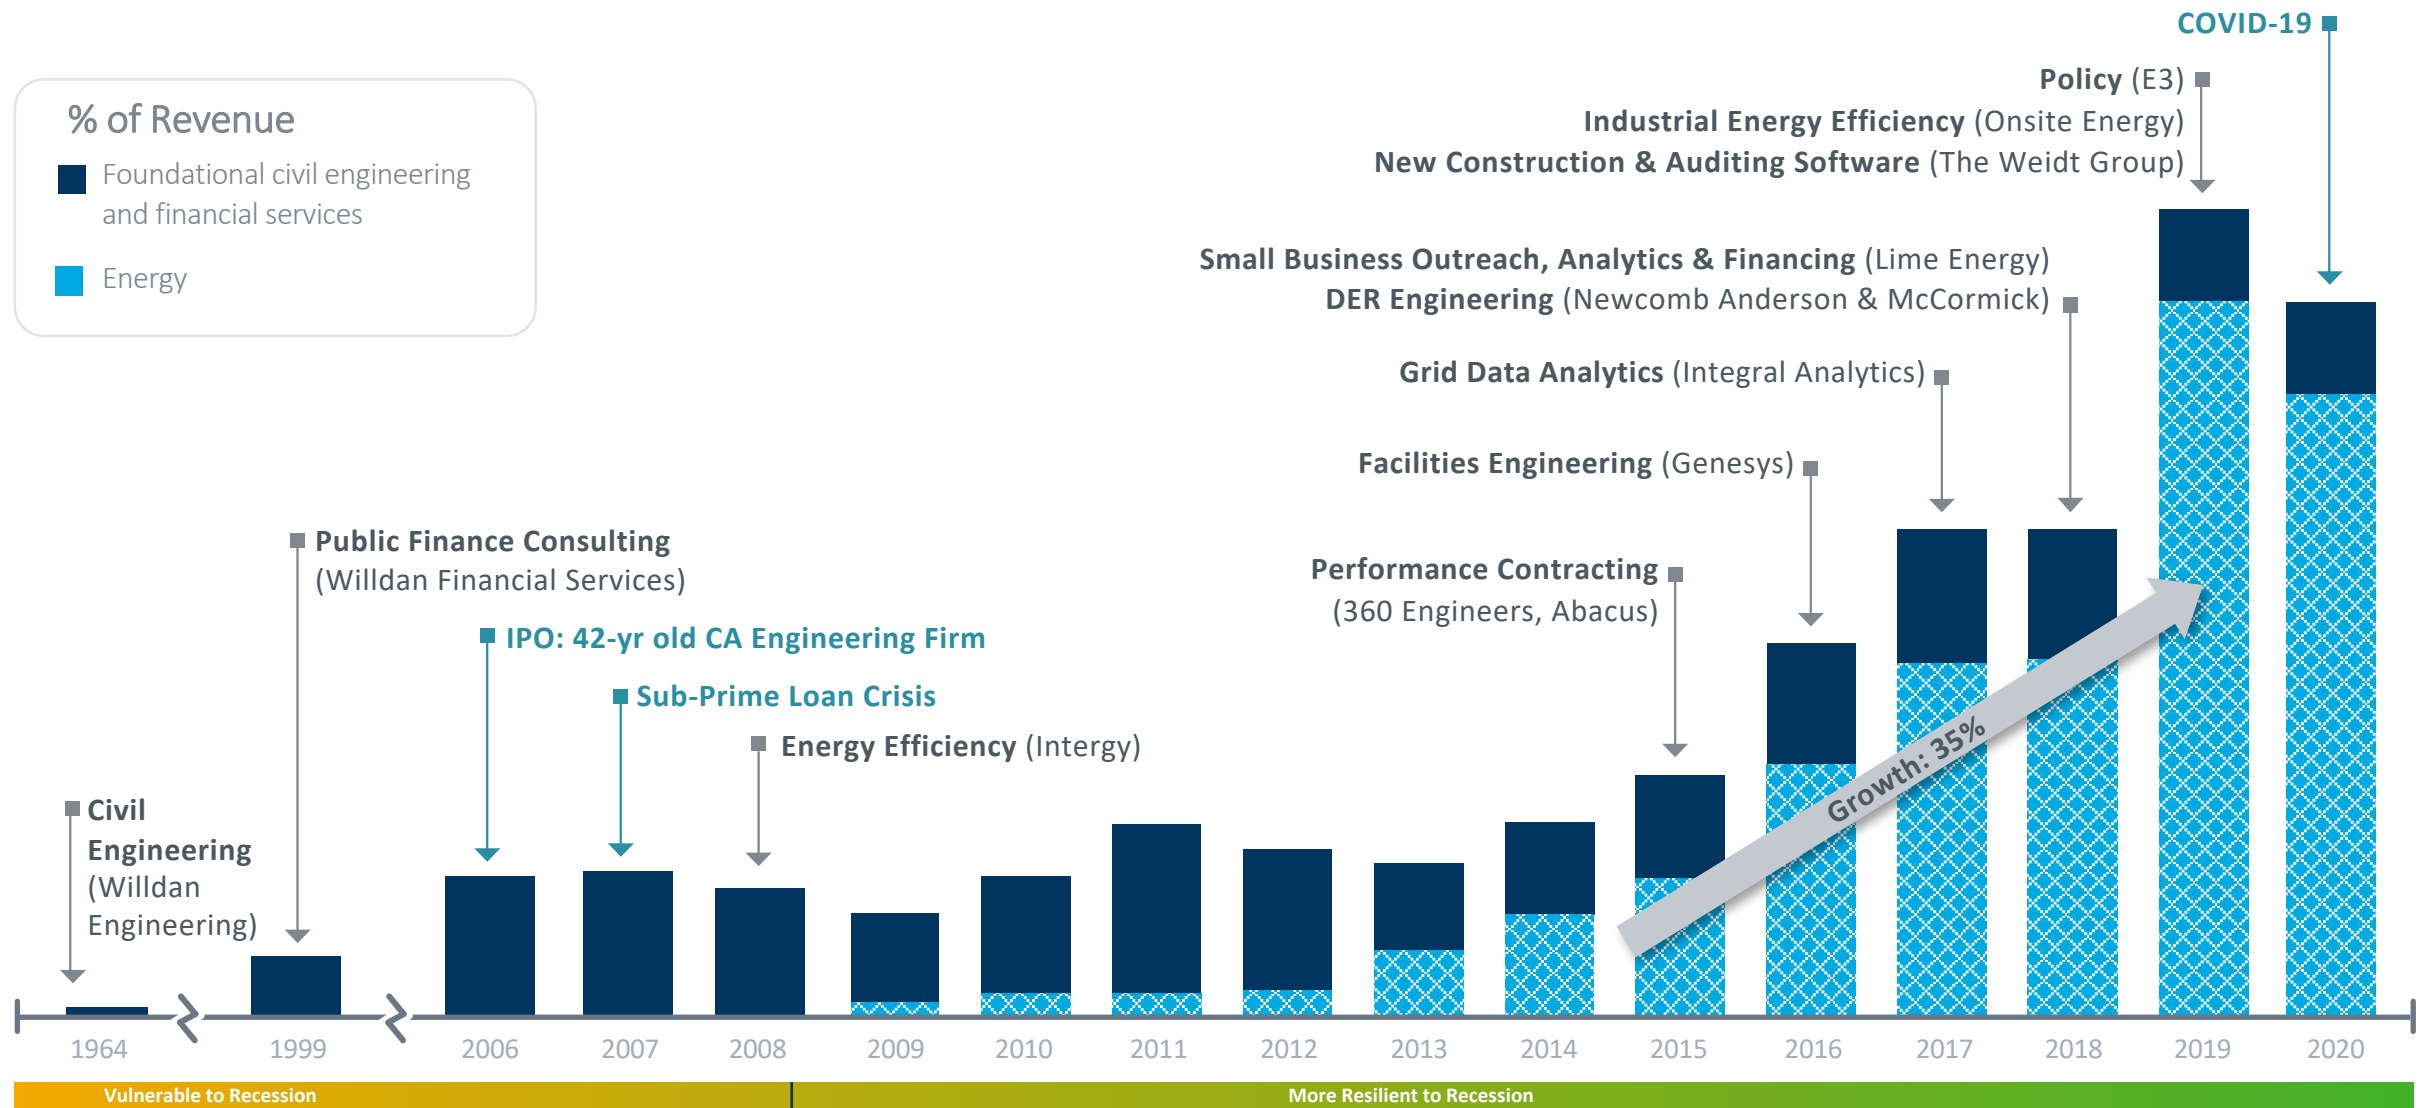 COVID-19
Policy (E3)
Industrial Energy Efficiency (Onsite Energy)
New Construction & Auditing Software (The Weidt Group)
% of Revenue
Foundational civil engineering
and financial services
Energy
Small Business Outreach, Analytics & Financing (Lime Energy)
DER Engineering (Newcomb Anderson & McCormick)
Grid Data Analytics (Integral Analytics)
Facilities Engineering (Genesys)
Performance Contracting
(360 Engineers, Abacus)
Public Finance Consulting
(Willdan Financial Services)
IPO: 42-yr old CA Engineering Firm
Sub-Prime Loan Crisis
Energy Efficiency (Intergy)
Civil
Engineering
(Willdan
Engineering)
Growth: 35%
1964 1999 2006 2007 2008 2009 2010 2011 2012 2013 2014 2015 2016 2017 2018 2019 2020
Vulnerable to Recession
More Resilient to Recession